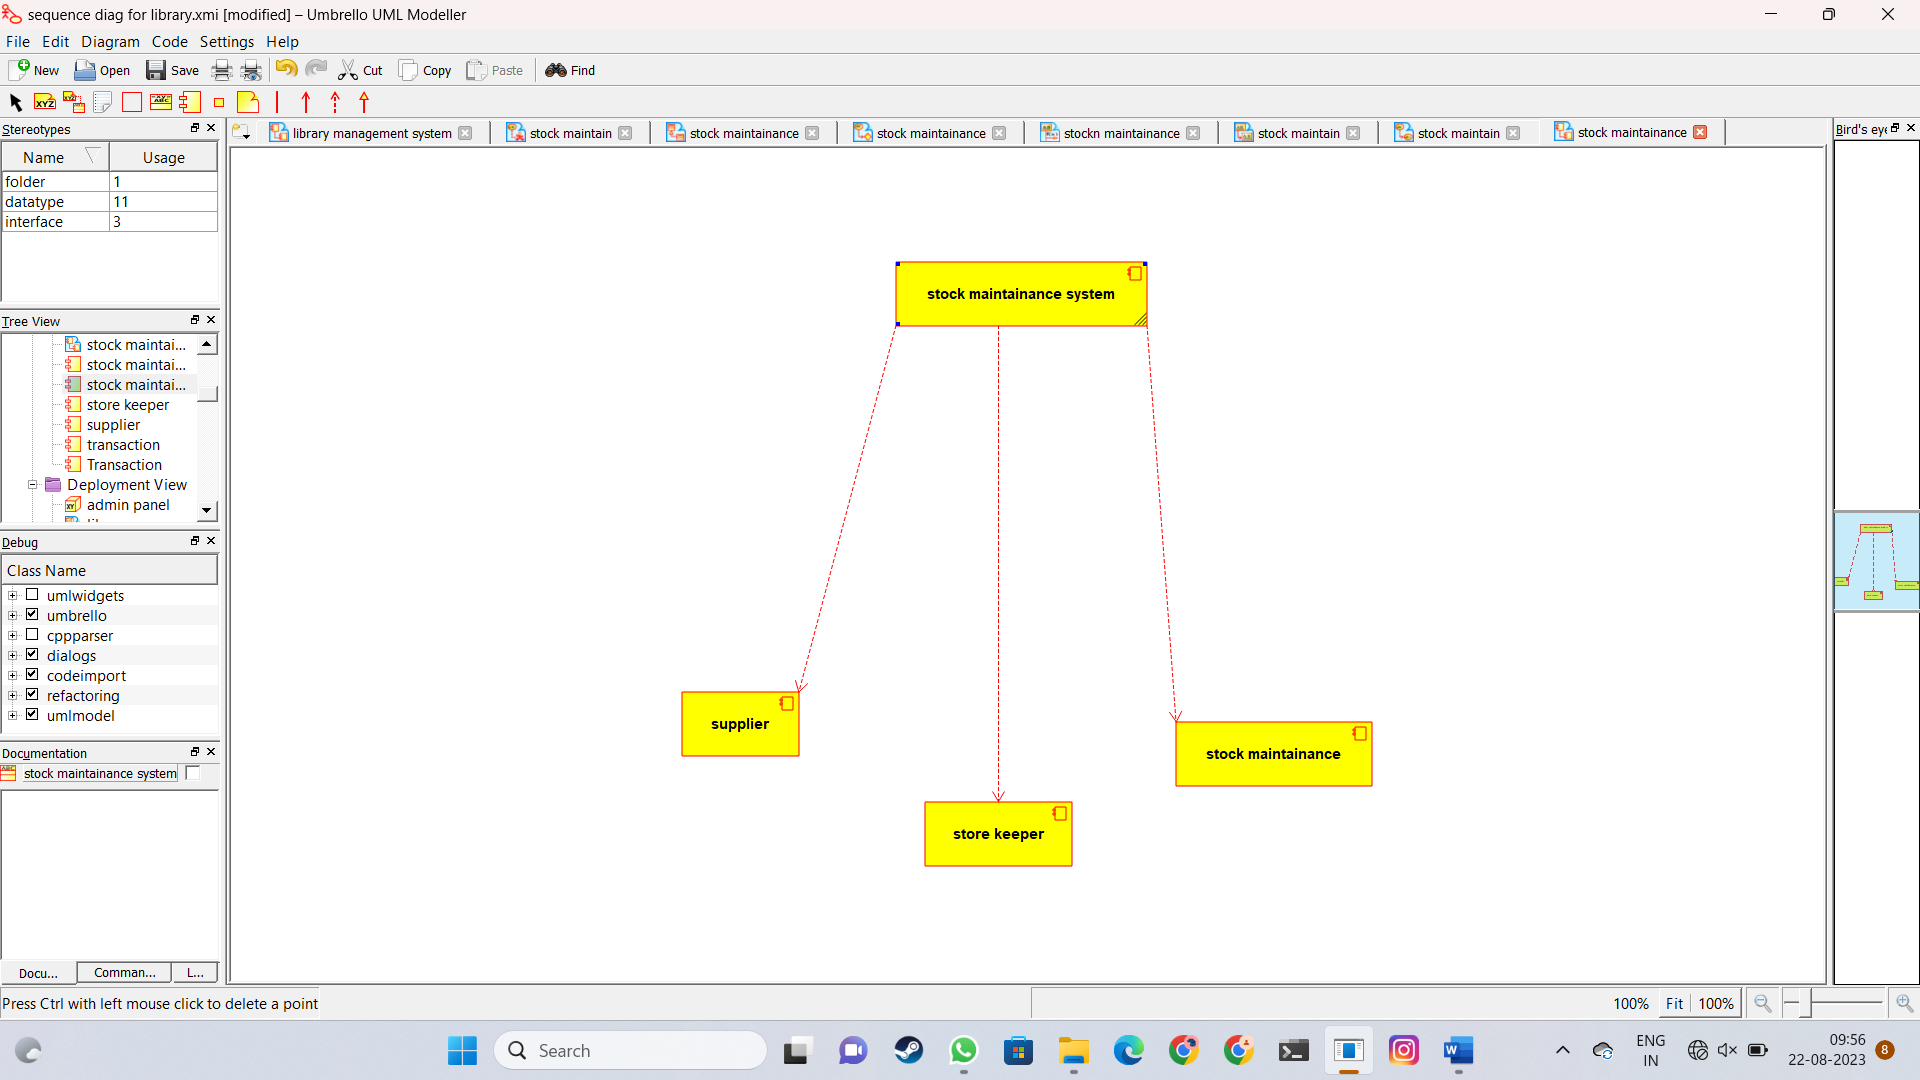 sequence diag for library.xmi [modified] – Umbrello UML Modeller
File Edit Diagram Code Settings Help
New Open Save Cut Copy Paste Find
Stereotypes
Name Usage
folder 1
datatype 11
interface 3
Tree View
stock maintai...
stock maintai...
stock maintai...
store keeper
supplier
transaction
Transaction
Deployment View
admin panel
Debug
Class Name
umlwidgets
umbrello
cppparser
dialogs
codeimport
refactoring
umlmodel
Documentation
stock maintainance system
Docu... Comman... L...
library management system
stock maintain
stock maintainance
stock maintainance
stockn maintainance
stock maintain
stock maintain
stock maintainance
Bird's eye
stock maintainance system
supplier
stock maintainance
store keeper
Press Ctrl with left mouse click to delete a point
100% Fit 100%
Search
ENG
IN
09:56
22-08-2023
8